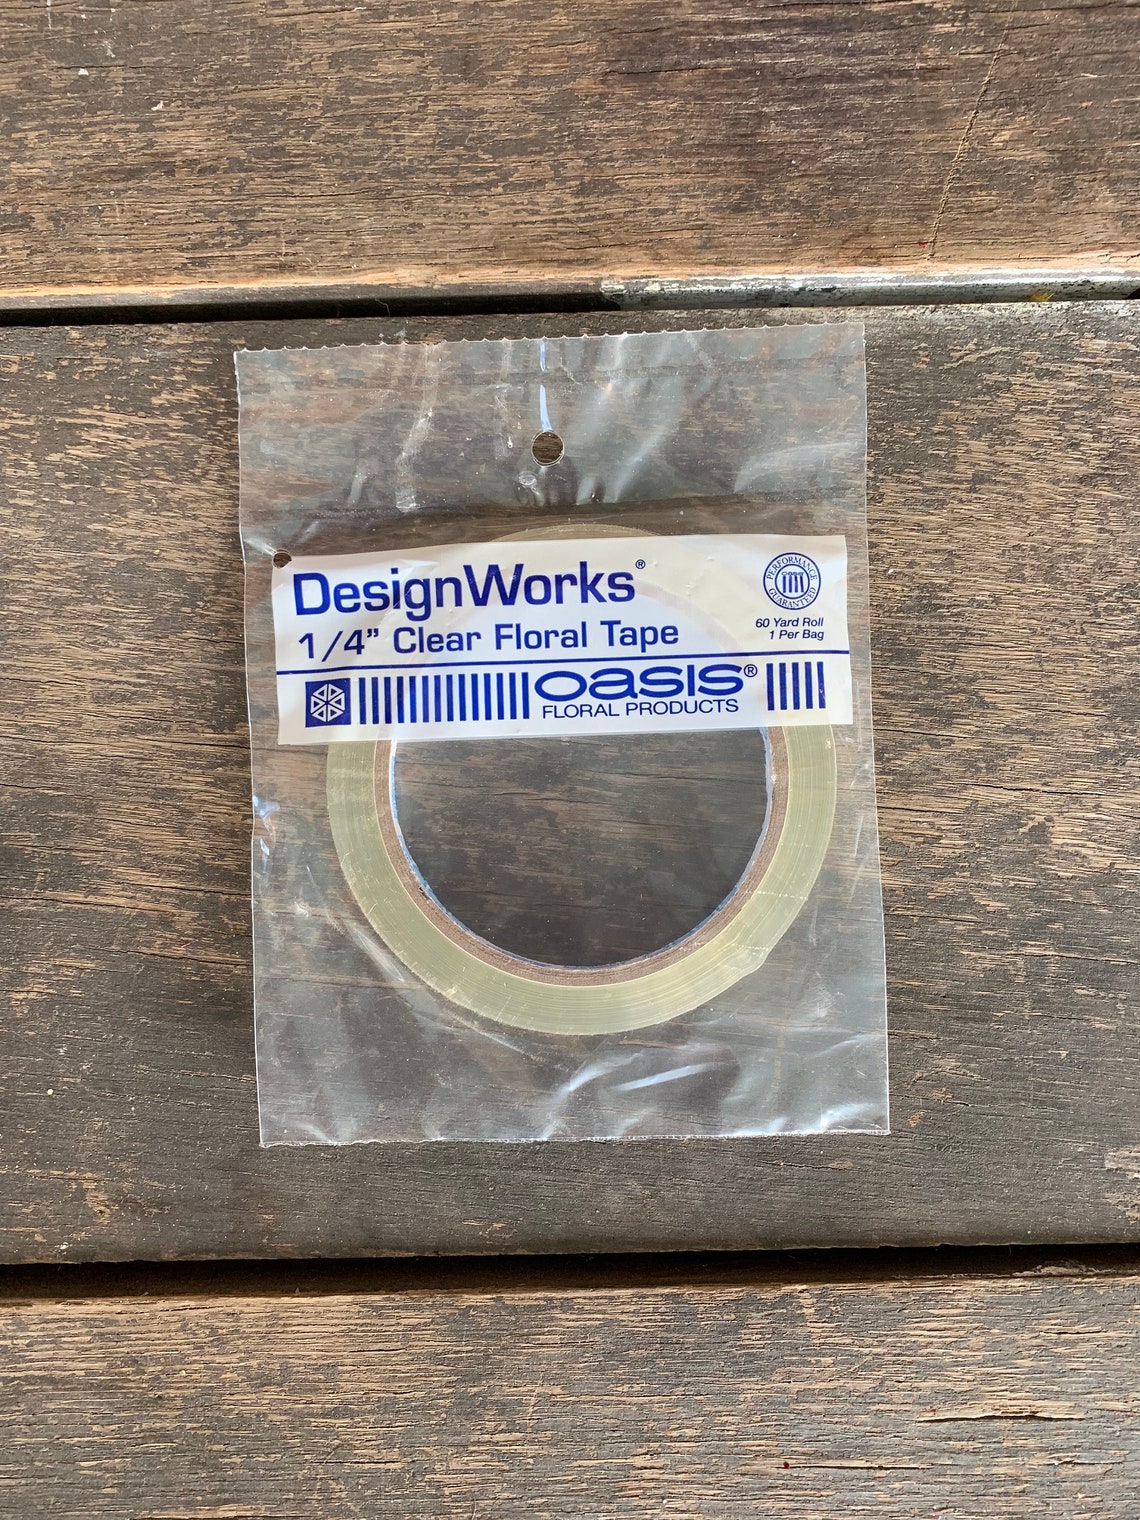 DesignWorks®
1/4” Clear Floral Tape
PERFORMANCE
GUARANTEED
60 Yard Roll
1 Per Bag
OASIS®
FLORAL PRODUCTS